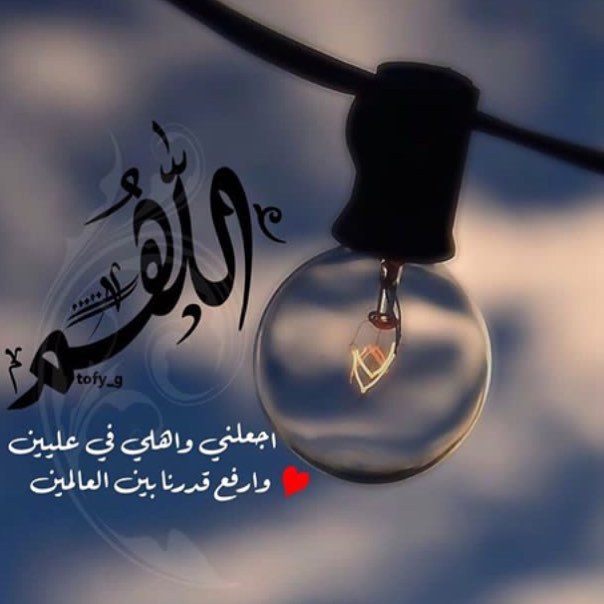 اللهم
tofy_g
اجعلني واهلي في عليين
وارفع قدرنا بين العالمين